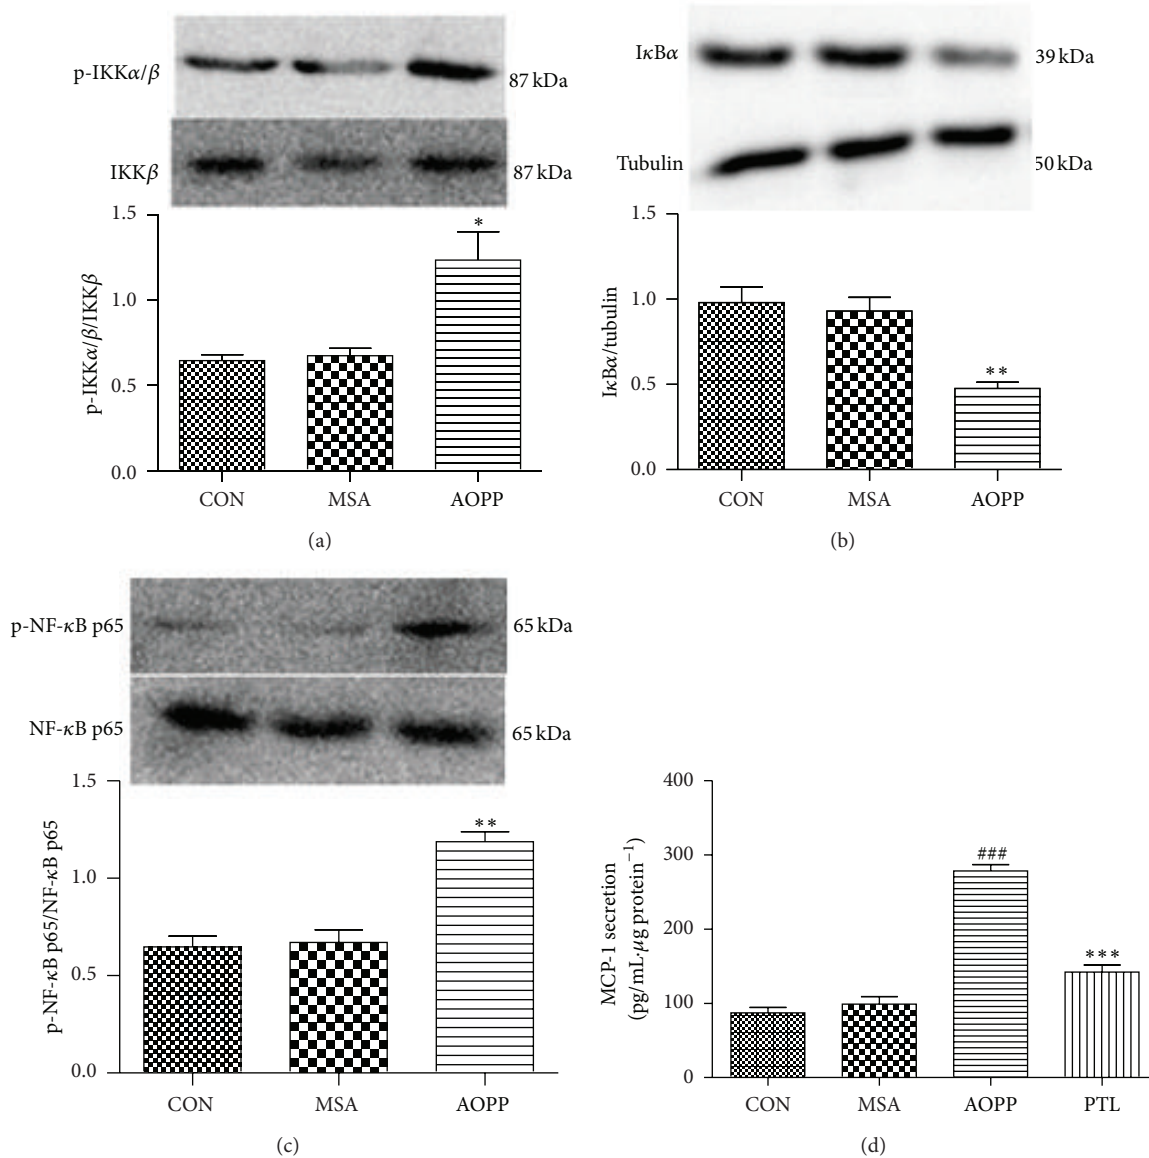 p-IKKα/β
87 kDa
IKKβ
87 kDa
p-IKKα/β/IKKβ
1.5
1.0
0.5
0.0
*
CON
MSA
AOPP
(a)
IκBα
39 kDa
Tubulin
50 kDa
IκBα/tubulin
1.5
1.0
0.5
0.0
**
CON
MSA
AOPP
(b)
p-NF-κB p65
65 kDa
NF-κB p65
65 kDa
p-NF-κB p65/NF-κB p65
1.5
1.0
0.5
0.0
**
CON
MSA
AOPP
(c)
MCP-1 secretion
(pg/mL·μg protein⁻¹)
400
300
200
100
0
###
***
CON
MSA
AOPP
PTL
(d)